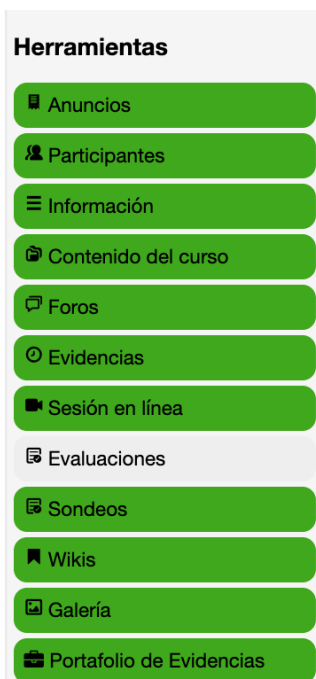 Herramientas
Anuncios
Participantes
Información
Contenido del curso
Foros
Evidencias
Sesión en línea
Evaluaciones
Sondeos
Wikis
Galería
Portafolio de Evidencias